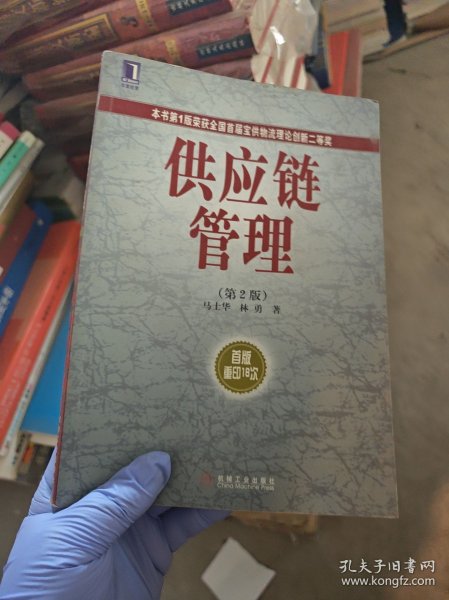 本书第1版荣获全国首届宝供物流理论创新二等奖
供应链
管理
(第2版)
马士华 林勇 著
首版
重印18次
机械工业出版社
China Machine Press
孔夫子旧书网
www.kongfz.com